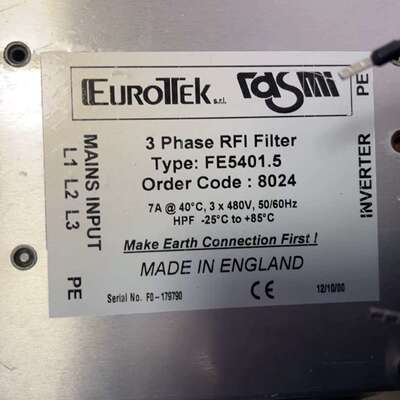 EUROTEK s.r.l. rasmi
3 Phase RFI Filter
Type: FE5401.5
Order Code : 8024
7A @ 40°C, 3 x 480V, 50/60Hz
HPF -25°C to +85°C
Make Earth Connection First !
MADE IN ENGLAND
Serial No. F0-179790 CE 12/10/00
MAINS INPUT
L1 L2 L3
PE
PE
INVERTER